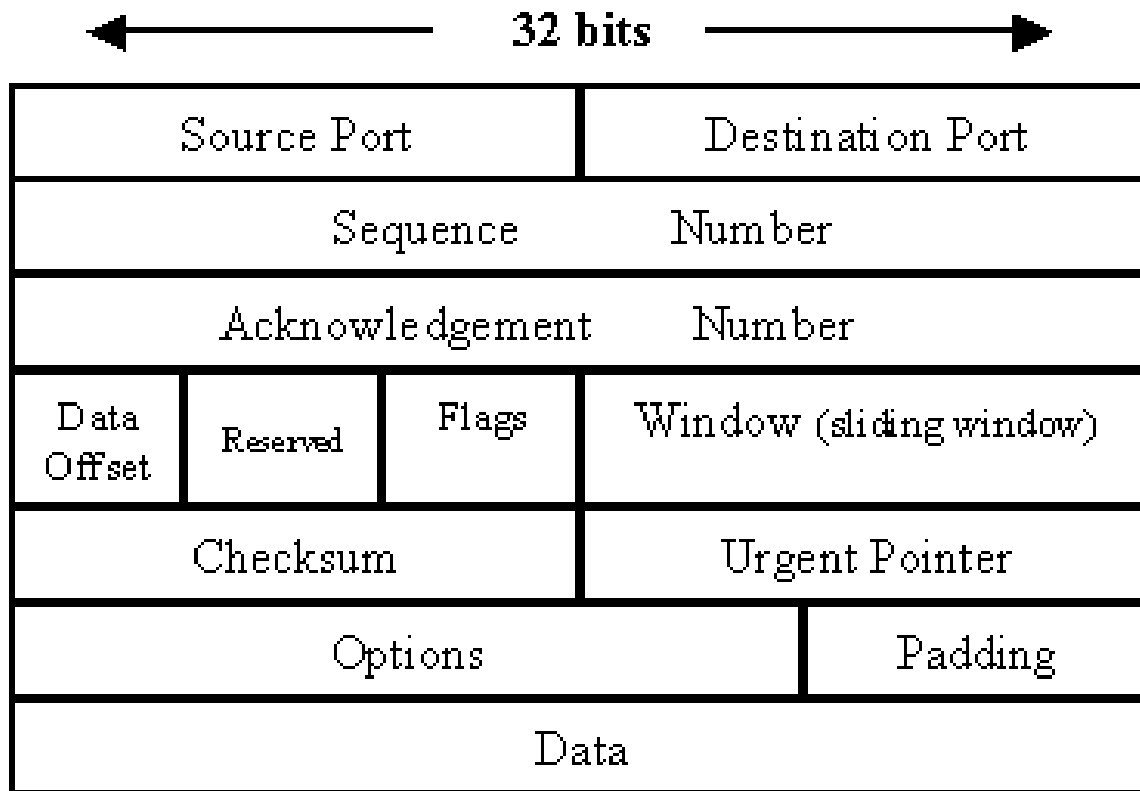 32 bits
Source Port
Destination Port
Sequence Number
Acknowledgement Number
Data
Offset
Reserved
Flags
Window (sliding window)
Checksum
Urgent Pointer
Options
Padding
Data